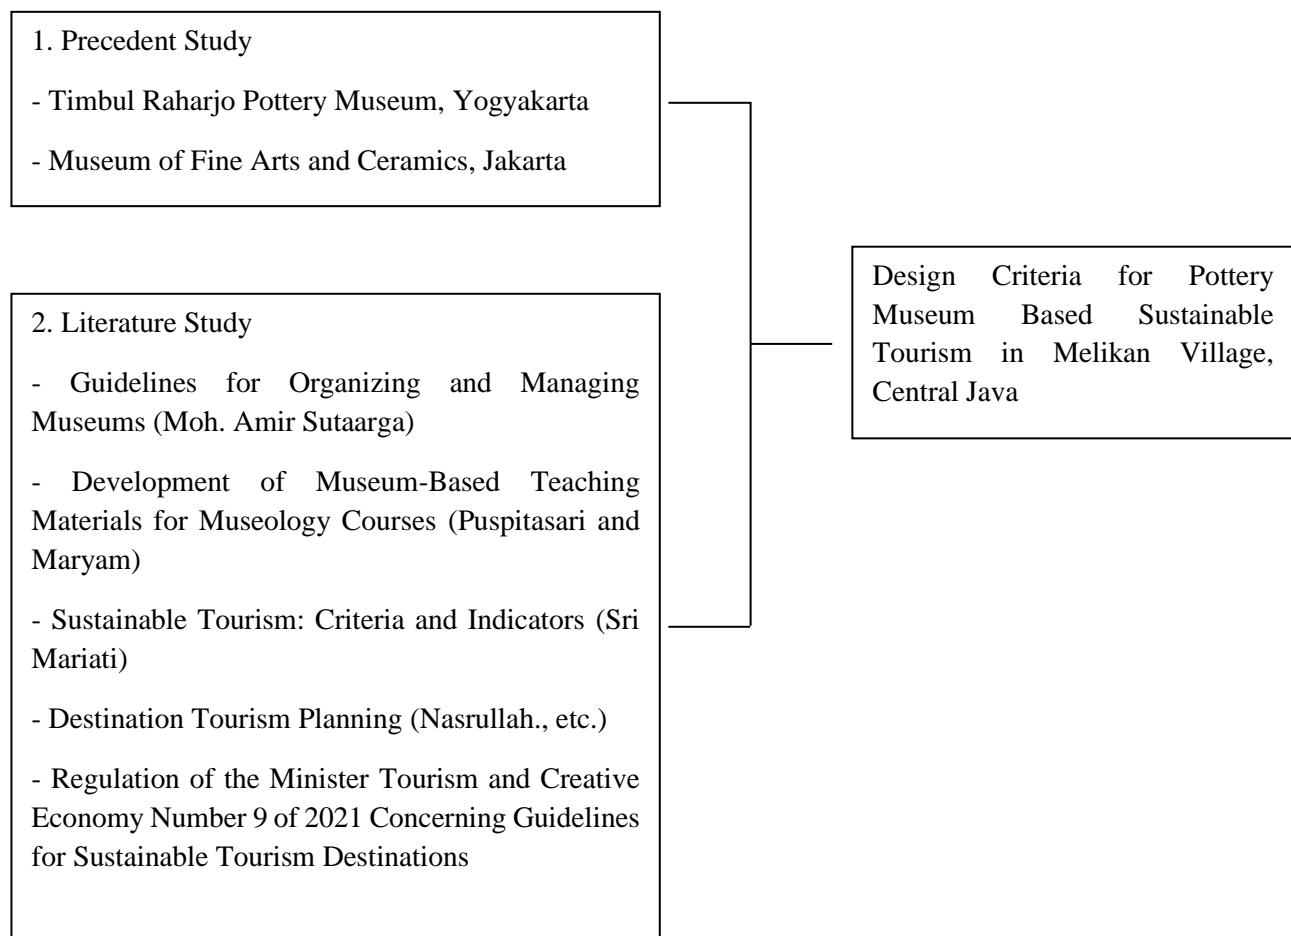 1. Precedent Study
- Timbul Raharjo Pottery Museum, Yogyakarta
- Museum of Fine Arts and Ceramics, Jakarta
2. Literature Study
- Guidelines for Organizing and Managing
Museums (Moh. Amir Sutaarga)
- Development of Museum-Based Teaching
Materials for Museology Courses (Puspitasari and
Maryam)
- Sustainable Tourism: Criteria and Indicators (Sri
Mariati)
- Destination Tourism Planning (Nasrullah., etc.)
- Regulation of the Minister Tourism and Creative
Economy Number 9 of 2021 Concerning Guidelines
for Sustainable Tourism Destinations
Design Criteria for Pottery
Museum Based Sustainable
Tourism in Melikan Village,
Central Java